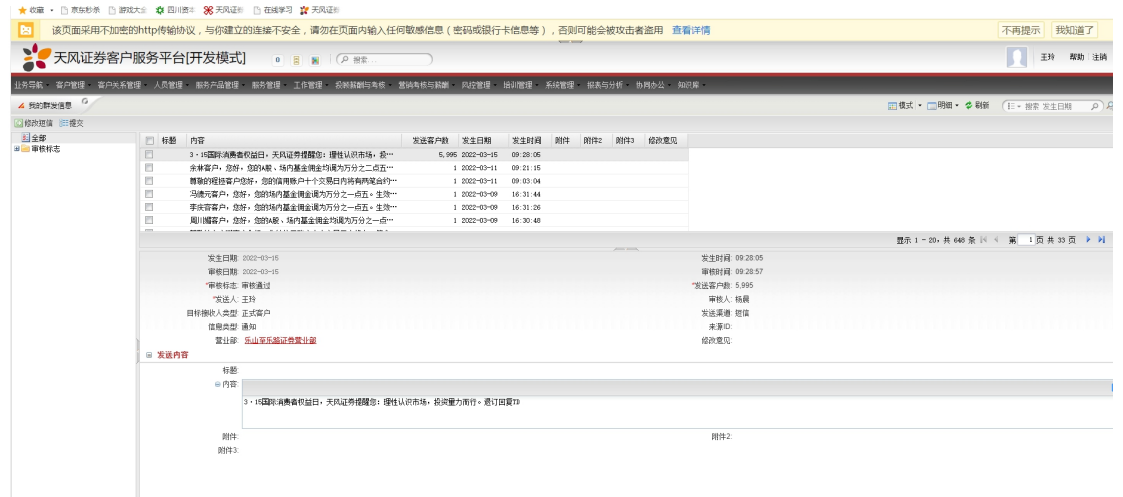 收藏 京东秒杀 游戏大全 四川资本 天风证券 在线学习 天风证券
该页面采用不加密的http传输协议，与你建立的连接不安全，请勿在页面内输入任何敏感信息（密码或银行卡信息等），否则可能会被攻击者盗用 查看详情 不再提示 我知道了
天风证券客户服务平台[开发模式] 搜索... 王玲 帮助 注销
业务导航 客户管理 客户关系管理 人员管理 服务产品管理 服务管理 工作管理 投顾薪酬与考核 营销考核与薪酬 风控管理 培训管理 系统管理 报表与分析 协同办公 知识库
我的群发信息 模式 明细 刷新 搜索 发生日期
修改短信 提交
全部
审核标志
标题 内容 发送客户数 发生日期 发生时间 附件 附件2 附件3 修改意见
3·15国际消费者权益日，天风证券提醒您：理性认识市场，投… 5,995 2022-03-15 09:28:05
余林客户，您好，您的A股、场内基金佣金均调为万分之二点五… 1 2022-03-11 09:21:15
尊敬的程挂客户您好，您的信用账户十个交易日内将有两笔合约… 1 2022-03-11 09:03:04
冯德元客户，您好，您的场内基金佣金调为万分之一点五。生效… 1 2022-03-09 16:31:44
李庆容客户，您好，您的场内基金佣金调为万分之一点五。生效… 1 2022-03-09 16:31:26
周川媚客户，您好，您的A股、场内基金佣金均调为万分之一点… 1 2022-03-09 16:30:48
显示 1 - 20，共 648 条 第 1 页 共 33 页
发生日期: 2022-03-15 发生时间: 09:28:05
审核日期: 2022-03-15 审核时间: 09:28:57
*审核标志: 审核通过 *发送客户数: 5,995
*发送人: 王玲 审核人: 杨晨
目标接收人类型: 正式客户 发送渠道: 短信
信息类型: 通知 来源ID:
营业部: 乐山至乐路证券营业部 修改意见:
发送内容
标题:
内容:
3·15国际消费者权益日，天风证券提醒您：理性认识市场，投资量力而行。退订回复TD
附件: 附件2:
附件3: